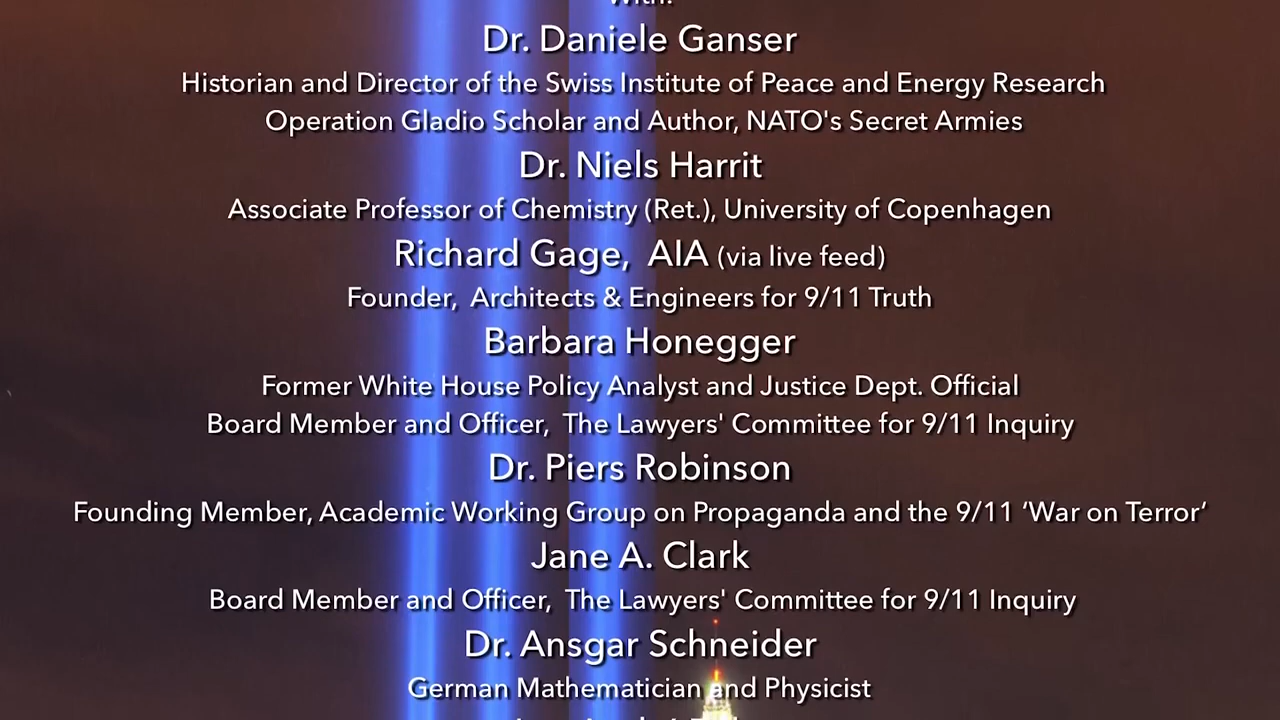 With:
Dr. Daniele Ganser
Historian and Director of the Swiss Institute of Peace and Energy Research
Operation Gladio Scholar and Author, NATO's Secret Armies
Dr. Niels Harrit
Associate Professor of Chemistry (Ret.), University of Copenhagen
Richard Gage, AIA (via live feed)
Founder, Architects & Engineers for 9/11 Truth
Barbara Honegger
Former White House Policy Analyst and Justice Dept. Official
Board Member and Officer, The Lawyers' Committee for 9/11 Inquiry
Dr. Piers Robinson
Founding Member, Academic Working Group on Propaganda and the 9/11 ‘War on Terror‘
Jane A. Clark
Board Member and Officer, The Lawyers' Committee for 9/11 Inquiry
Dr. Ansgar Schneider
German Mathematician and Physicist